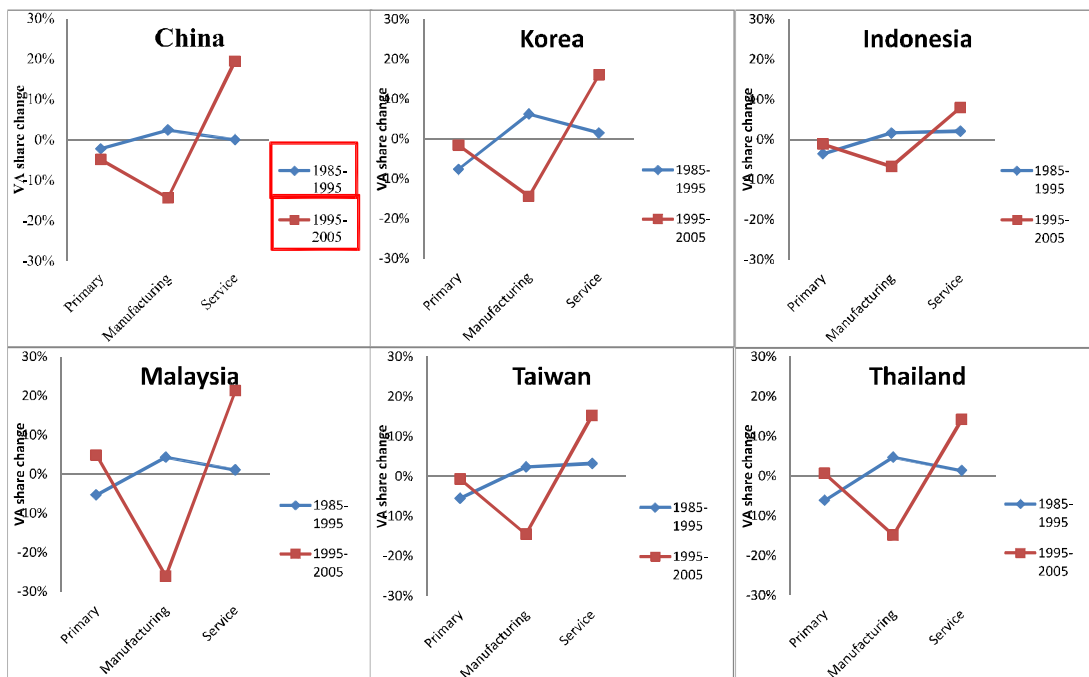 China
VA share change
30%
20%
10%
0%
-10%
-20%
-30%
Primary
Manufacturing
Service
1985-
1995
1995-
2005
Korea
VA share change
30%
20%
10%
0%
-10%
-20%
-30%
Primary
Manufacturing
Service
1985-
1995
1995-
2005
Indonesia
VA share change
30%
20%
10%
0%
-10%
-20%
-30%
Primary
Manufacturing
Service
1985-
1995
1995-
2005
Malaysia
VA share change
30%
20%
10%
0%
-10%
-20%
-30%
Primary
Manufacturing
Service
1985-
1995
1995-
2005
Taiwan
VA share change
30%
20%
10%
0%
-10%
-20%
-30%
Primary
Manufacturing
Service
1985-
1995
1995-
2005
Thailand
VA share change
30%
20%
10%
0%
-10%
-20%
-30%
Primary
Manufacturing
Service
1985-
1995
1995-
2005